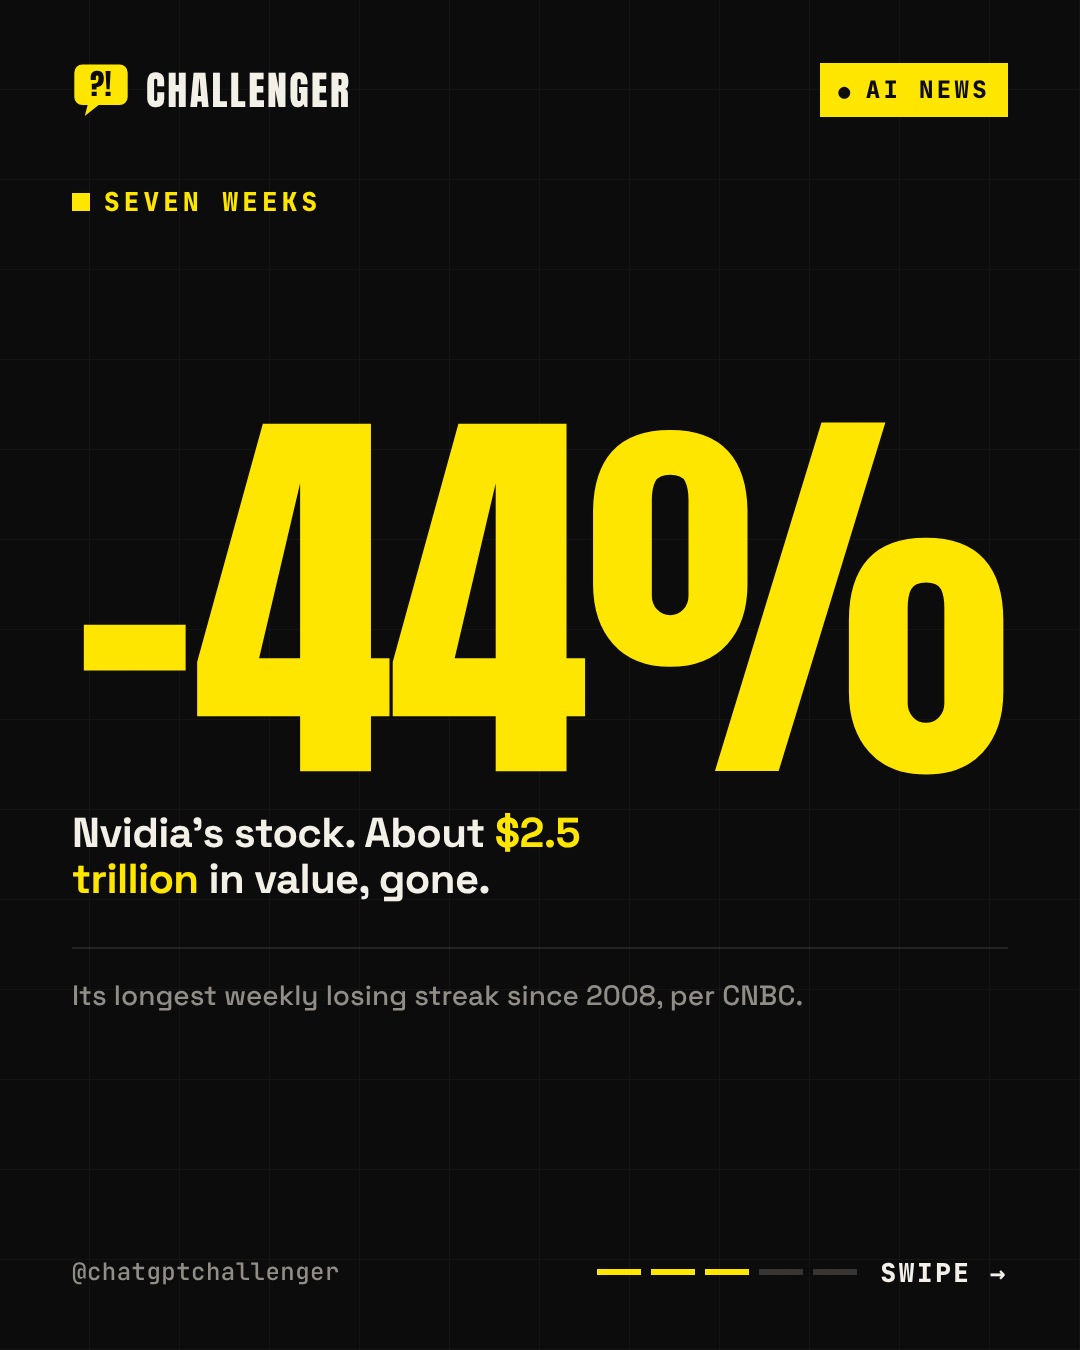 ?! CHALLENGER
● AI NEWS
SEVEN WEEKS
-44%
Nvidia’s stock. About $2.5
trillion in value, gone.
Its longest weekly losing streak since 2008, per CNBC.
@chatgptchallenger
SWIPE →